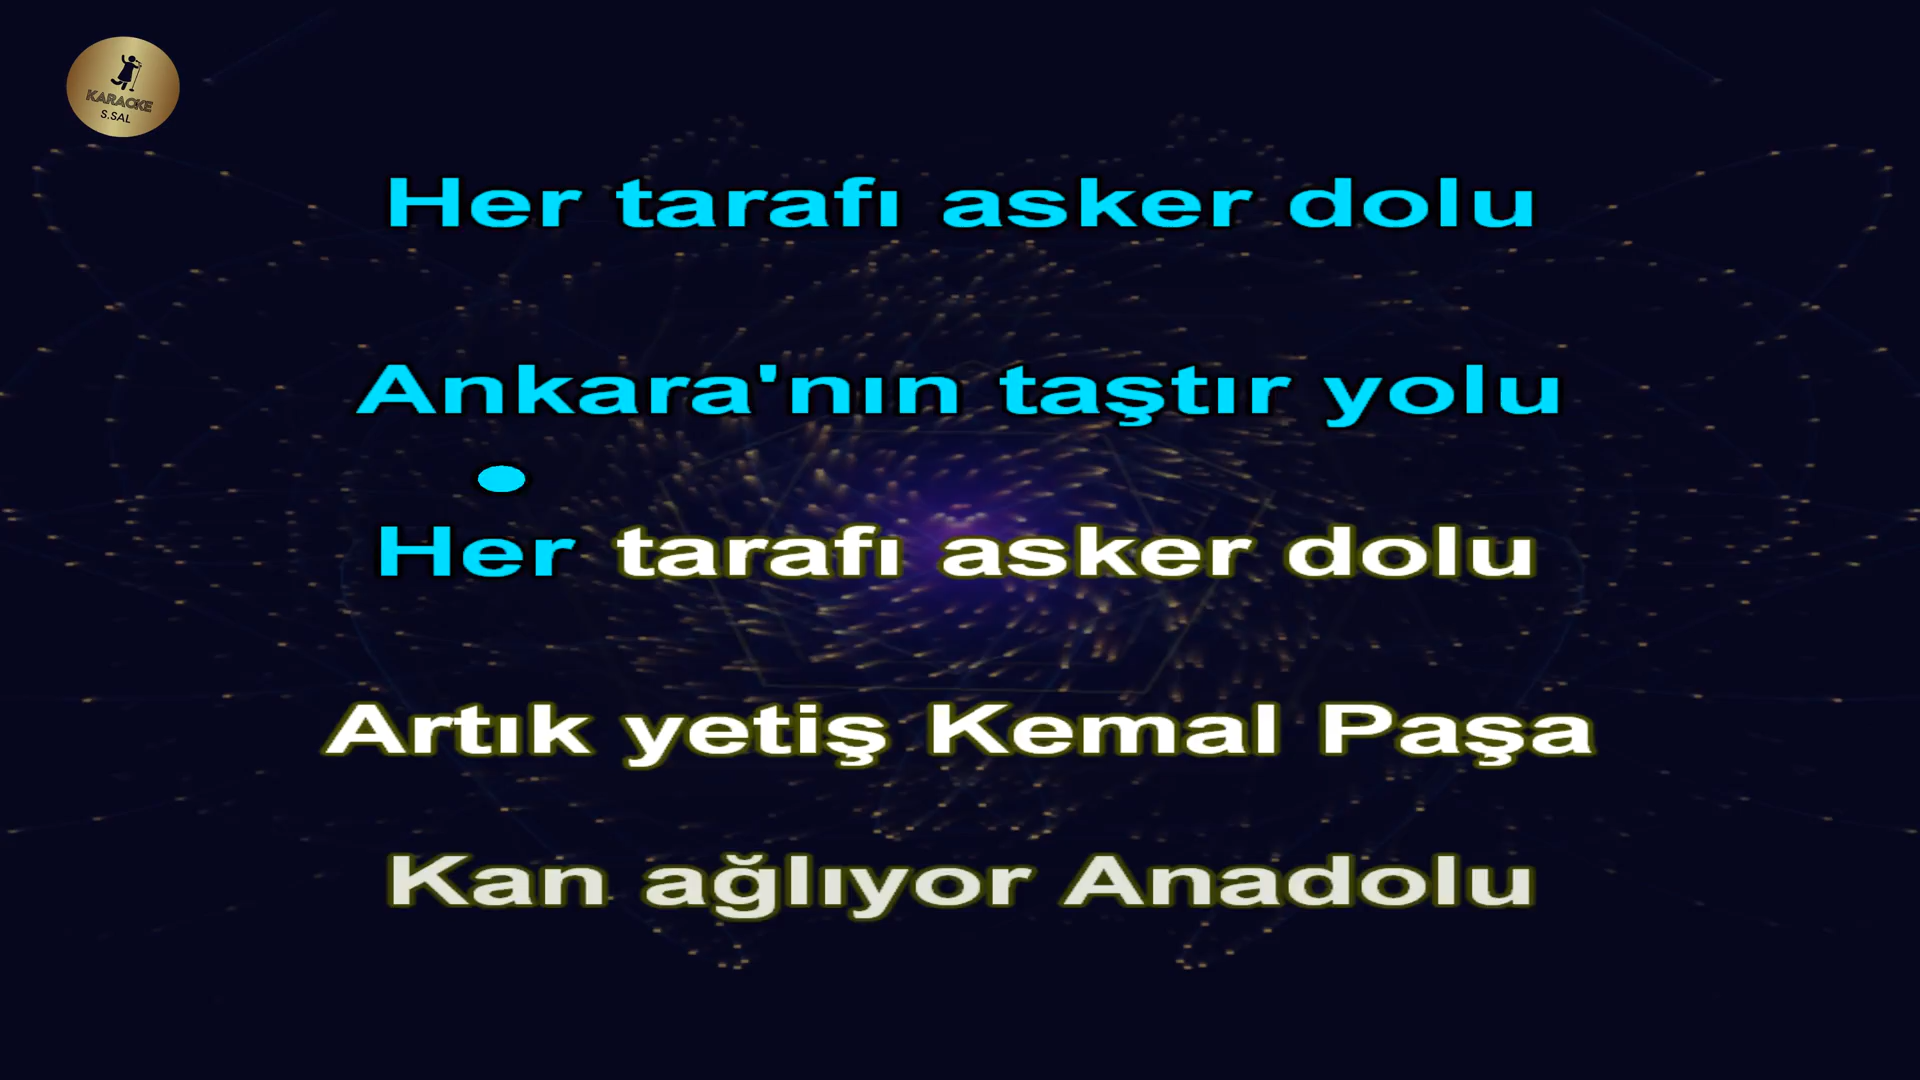 KARAOKE
S.SAL
Her tarafı asker dolu
Ankara'nın taştır yolu
Her tarafı asker dolu
Artık yetiş Kemal Paşa
Kan ağlıyor Anadolu